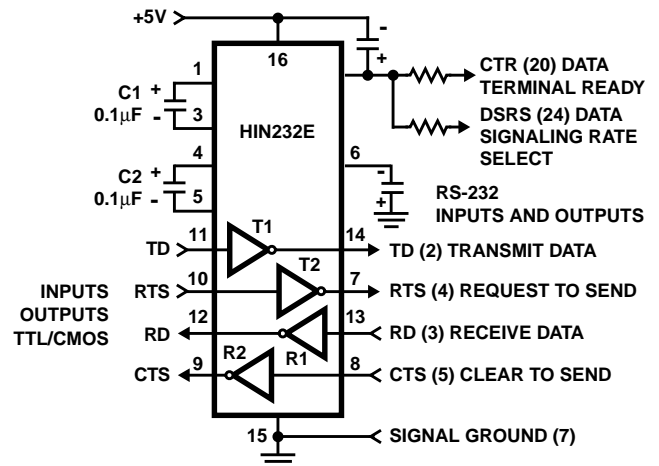 +5V
-
+
16
1
CTR (20) DATA
TERMINAL READY
C1
0.1μF
+
-
3
HIN232E
DSRS (24) DATA
SIGNALING RATE
SELECT
4
6
C2
0.1μF
+
-
5
-
+
RS-232
INPUTS AND OUTPUTS
T1
TD
11
14
TD (2) TRANSMIT DATA
T2
INPUTS
OUTPUTS
TTL/CMOS
RTS
10
7
RTS (4) REQUEST TO SEND
RD
12
13
RD (3) RECEIVE DATA
R2
R1
CTS
9
8
CTS (5) CLEAR TO SEND
15
SIGNAL GROUND (7)